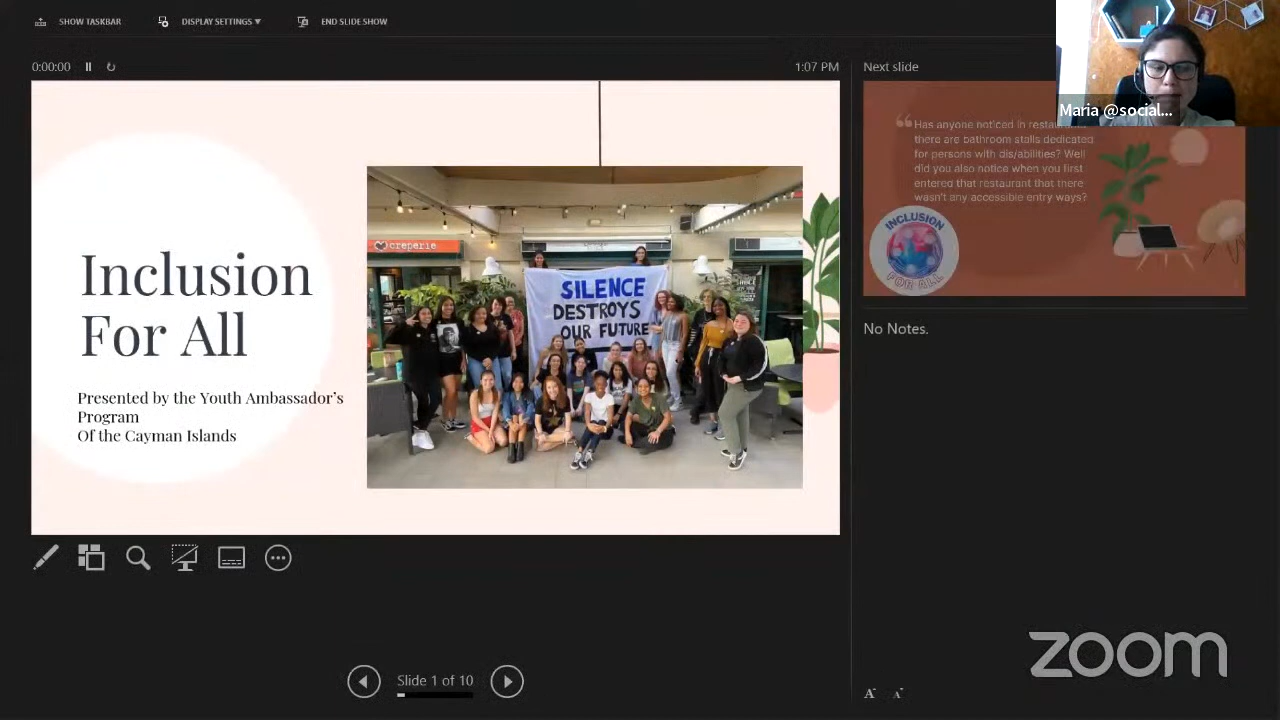 SHOW TASKBAR
DISPLAY SETTINGS ▼
END SLIDE SHOW
0:00:00
1:07 PM
Next slide
Maria @social...
Inclusion
For All
Presented by the Youth Ambassador’s
Program
Of the Cayman Islands
creperie
SILENCE
DESTROYS
OUR FUTURE
“ Has anyone noticed in
there are bathroom stalls dedicated
for persons with dis/abilities? Well
did you also notice when you first
entered that restaurant that there
wasn't any accessible entry ways?
INCLUSION
FOR ALL
No Notes.
Slide 1 of 10
A A
zoom